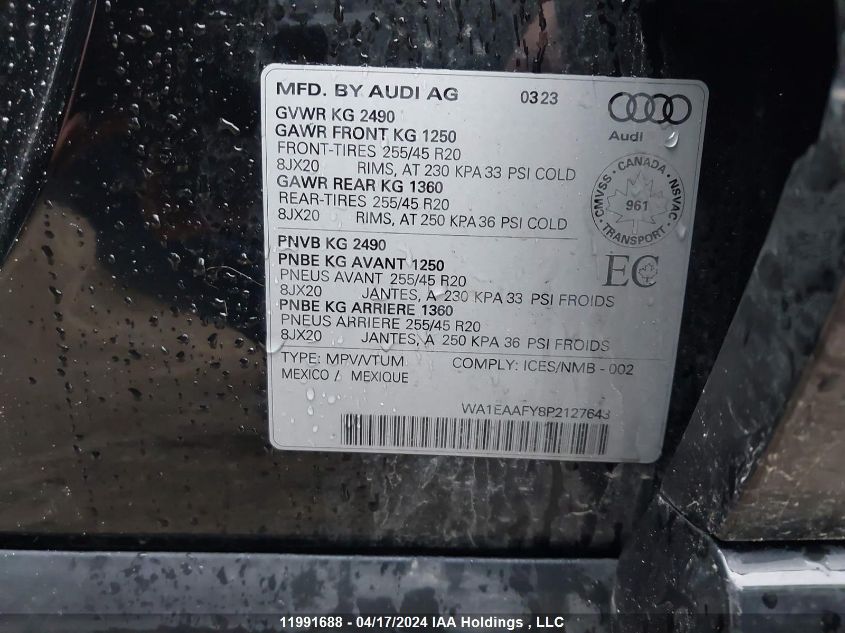 MFD. BY AUDI AG 0323
GVWR KG 2490
GAWR FRONT KG 1250
FRONT-TIRES 255/45 R20
8JX20 RIMS, AT 230 KPA 33 PSI COLD
GAWR REAR KG 1360
REAR-TIRES 255/45 R20
8JX20 RIMS, AT 250 KPA 36 PSI COLD
Audi
CANADA
CMVSS NSVAC
961
TRANSPORT
EC
PNVB KG 2490
PNBE KG AVANT 1250
PNEUS AVANT 255/45 R20
8JX20 JANTES, A 230 KPA 33 PSI FROIDS
PNBE KG ARRIERE 1360
PNEUS ARRIERE 255/45 R20
8JX20 JANTES, A 250 KPA 36 PSI FROIDS
TYPE: MPV/VTUM COMPLY: ICES/NMB - 002
MEXICO / MEXIQUE
WA1EAAFY8P2127643
11991688 - 04/17/2024 IAA Holdings , LLC